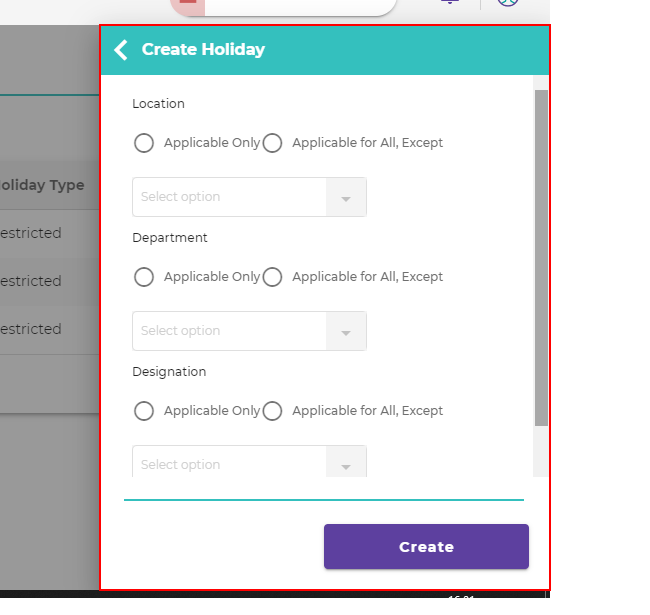 Create Holiday
Location
Applicable Only Applicable for All, Except
Select option
Department
Applicable Only Applicable for All, Except
Select option
Designation
Applicable Only Applicable for All, Except
Select option
Create
oliday Type
estricted
estricted
estricted